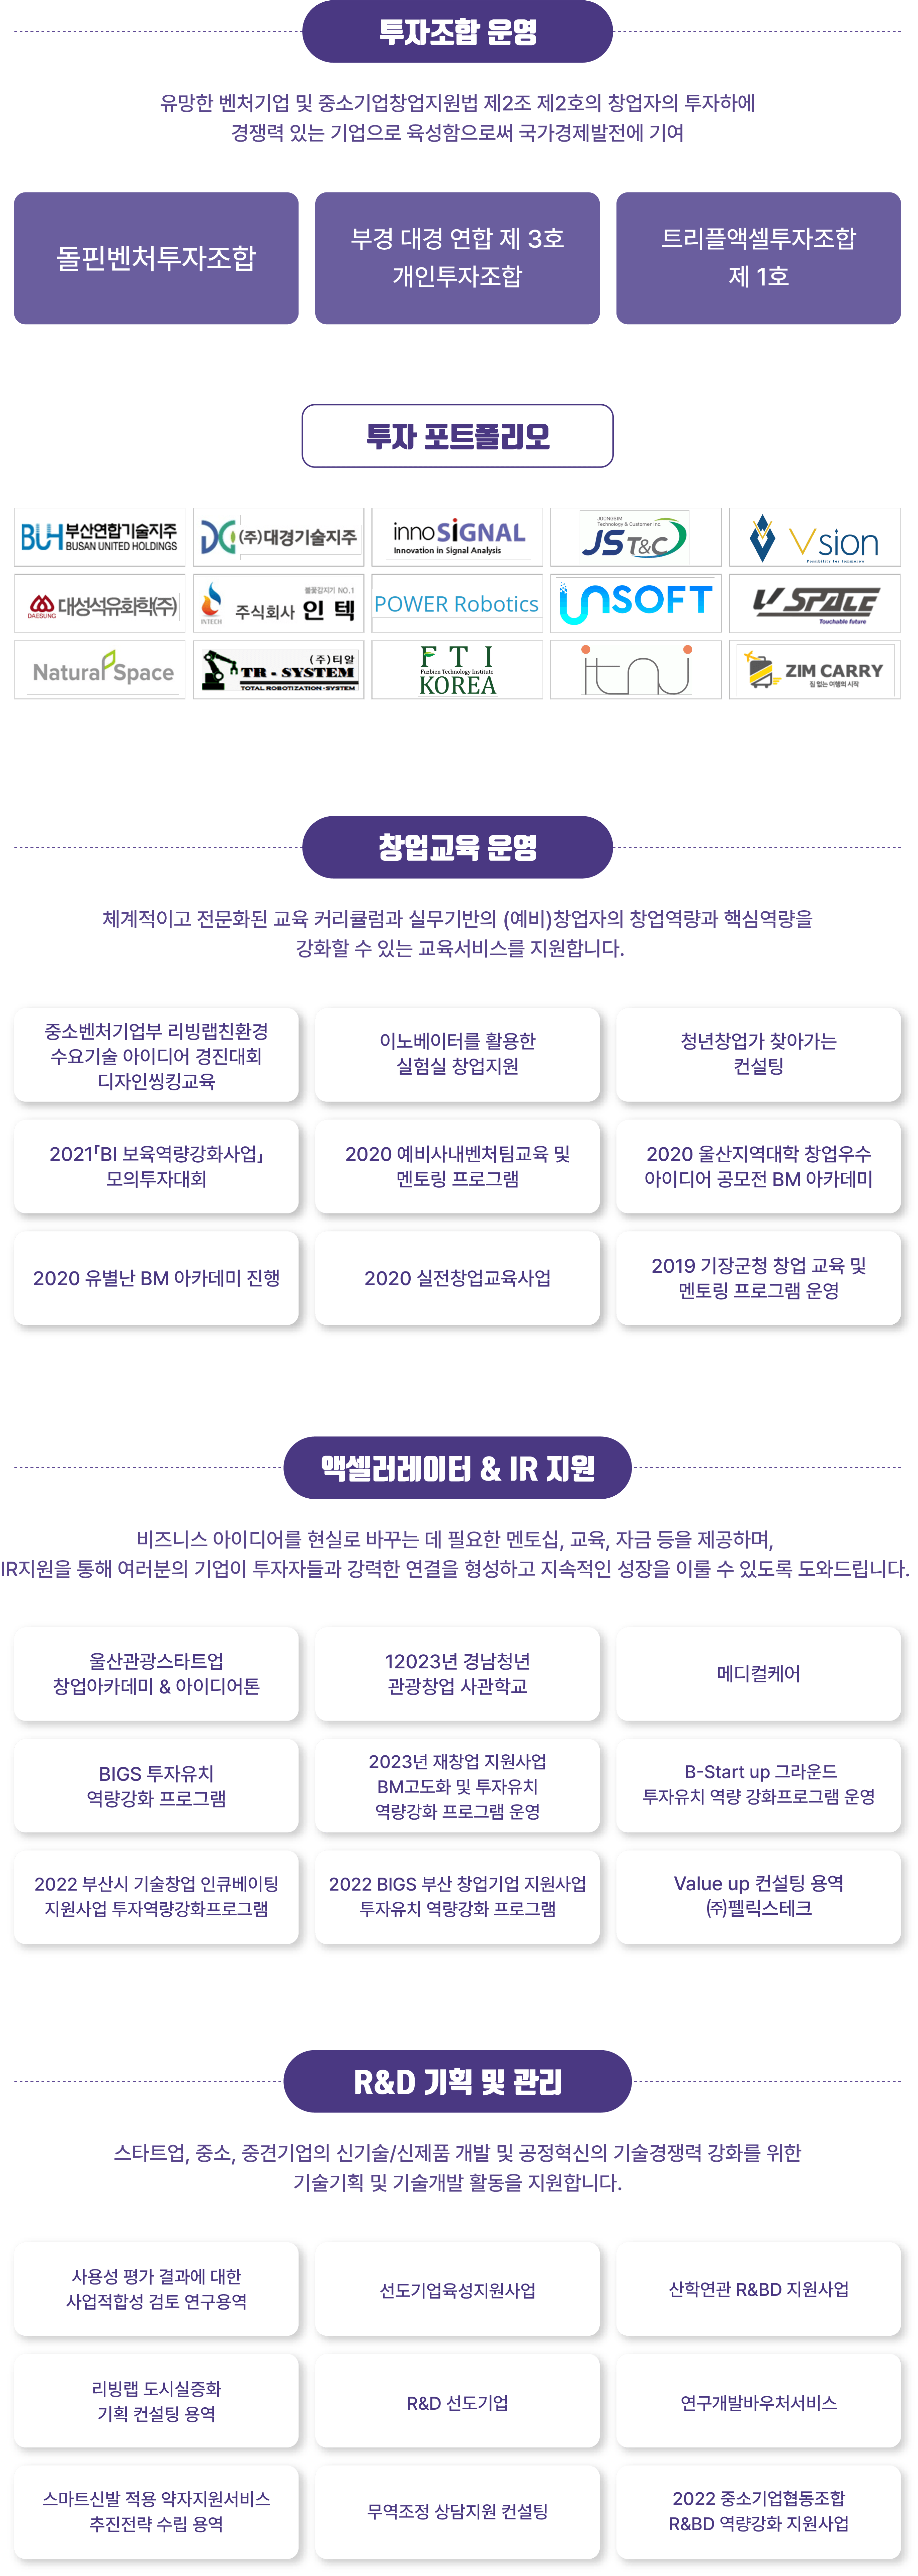 투자조합 운영
유망한 벤처기업 및 중소기업창업지원법 제2조 제2호의 창업자의 투자하에
경쟁력 있는 기업으로 육성함으로써 국가경제발전에 기여
돌핀벤처투자조합
부경 대경 연합 제 3호
개인투자조합
트리플액셀투자조합
제 1호
투자 포트폴리오
BUH 부산연합기술지주
BUSAN UNITED HOLDINGS
(주)대경기술지주
inno SiGNAL
Innovation in Signal Analysis
JOONGSIM
Technology & Customer Inc.
JS T&C
Vsion
Possibility for tommorow
DAESUNG
대성석유화학(주)
INTECH
불꽃감지기 NO.1
주식회사 인 텍
POWER Robotics
UNSOFT
V SPACE
Touchable future
Natural Space
(주)티알
TR-SYSTEM
TOTAL ROBOTIZATION-SYSTEM
F T I
Funbien Technology Institute
KOREA
itnj
ZIM CARRY
짐 없는 여행의 시작
창업교육 운영
체계적이고 전문화된 교육 커리큘럼과 실무기반의 (예비)창업자의 창업역량과 핵심역량을
강화할 수 있는 교육서비스를 지원합니다.
중소벤처기업부 리빙랩친환경
수요기술 아이디어 경진대회
디자인씽킹교육
이노베이터를 활용한
실험실 창업지원
청년창업가 찾아가는
컨설팅
2021「BI 보육역량강화사업」
모의투자대회
2020 예비사내벤처팀교육 및
멘토링 프로그램
2020 울산지역대학 창업우수
아이디어 공모전 BM 아카데미
2020 유별난 BM 아카데미 진행
2020 실전창업교육사업
2019 기장군청 창업 교육 및
멘토링 프로그램 운영
액셀러레이터 & IR 지원
비즈니스 아이디어를 현실로 바꾸는 데 필요한 멘토십, 교육, 자금 등을 제공하며,
IR지원을 통해 여러분의 기업이 투자자들과 강력한 연결을 형성하고 지속적인 성장을 이룰 수 있도록 도와드립니다.
울산관광스타트업
창업아카데미 & 아이디어톤
12023년 경남청년
관광창업 사관학교
메디컬케어
BIGS 투자유치
역량강화 프로그램
2023년 재창업 지원사업
BM고도화 및 투자유치
역량강화 프로그램 운영
B-Start up 그라운드
투자유치 역량 강화프로그램 운영
2022 부산시 기술창업 인큐베이팅
지원사업 투자역량강화프로그램
2022 BIGS 부산 창업기업 지원사업
투자유치 역량강화 프로그램
Value up 컨설팅 용역
㈜펠릭스테크
R&D 기획 및 관리
스타트업, 중소, 중견기업의 신기술/신제품 개발 및 공정혁신의 기술경쟁력 강화를 위한
기술기획 및 기술개발 활동을 지원합니다.
사용성 평가 결과에 대한
사업적합성 검토 연구용역
선도기업육성지원사업
산학연관 R&BD 지원사업
리빙랩 도시실증화
기획 컨설팅 용역
R&D 선도기업
연구개발바우처서비스
스마트신발 적용 약자지원서비스
추진전략 수립 용역
무역조정 상담지원 컨설팅
2022 중소기업협동조합
R&BD 역량강화 지원사업